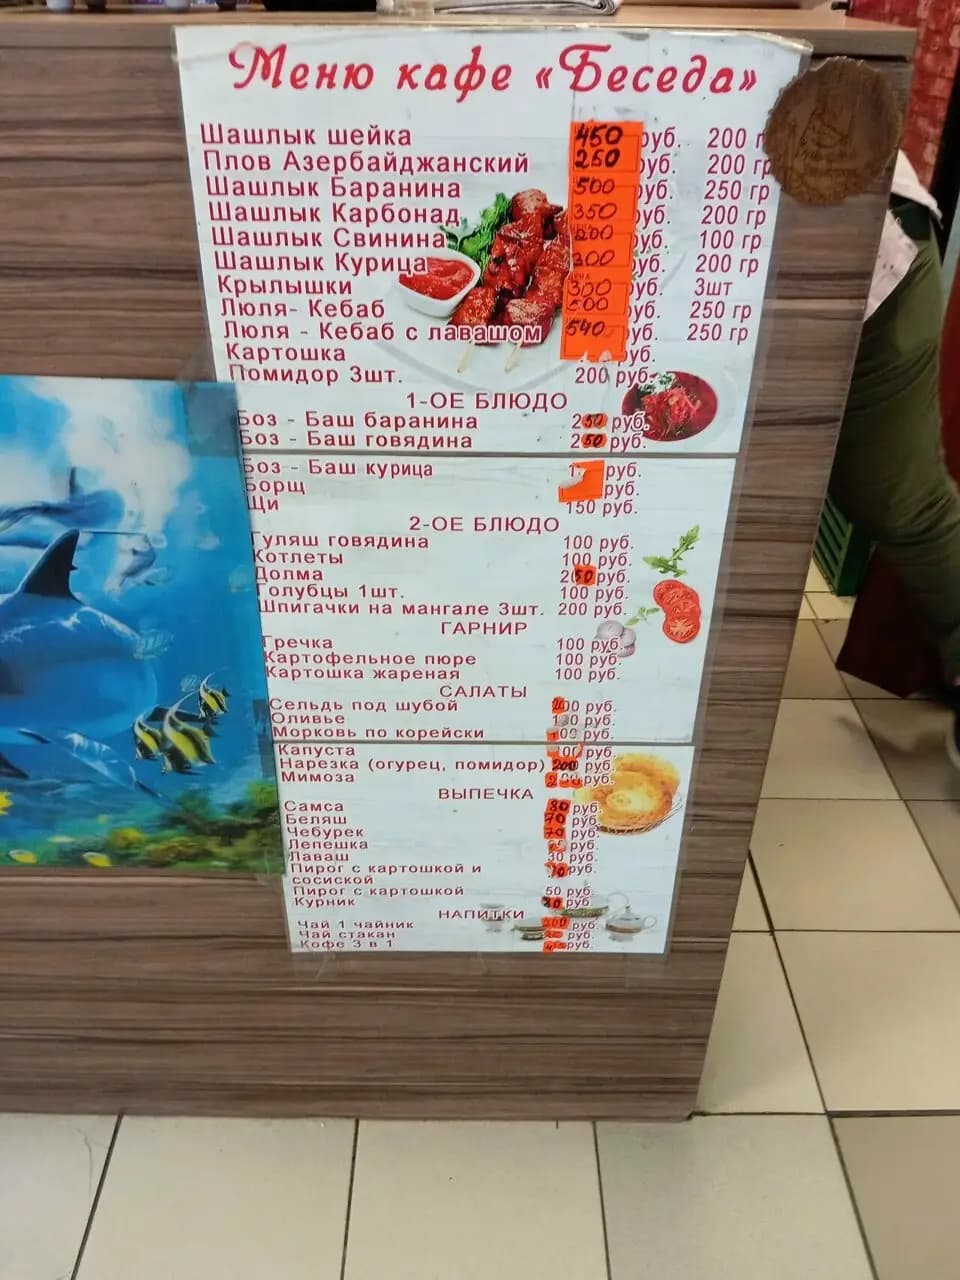 Меню кафе «Беседа»
Шашлык шейка 450 руб. 200 г
Плов Азербайджанский 250 руб. 200 гр
Шашлык Баранина 500 руб. 250 гр
Шашлык Карбонад 350 руб. 200 гр
Шашлык Свинина 200 руб. 100 гр
Шашлык Курица 300 руб. 200 гр
Крылышки 300 руб. 3шт
Люля- Кебаб 500 руб. 250 гр
Люля - Кебаб с лавашом 540 руб. 250 гр
Картошка руб.
Помидор 3шт. 200 руб.
1-ОЕ БЛЮДО
Боз - Баш баранина 250 руб.
Боз - Баш говядина 250 руб.
Боз - Баш курица руб.
Борщ руб.
Щи 150 руб.
2-ОЕ БЛЮДО
Гуляш говядина 100 руб.
Котлеты 100 руб.
Долма 250 руб.
Голубцы 1шт. 100 руб.
Шпигачки на мангале 3шт. 200 руб.
ГАРНИР
Гречка 100 руб.
Картофельное пюре 100 руб.
Картошка жареная 100 руб.
САЛАТЫ
Сельдь под шубой руб.
Оливье 100 руб.
Морковь по корейски 100 руб.
Капуста 100 руб.
Нарезка (огурец, помидор) 200 руб.
Мимоза руб.
ВЫПЕЧКА
Самса 80 руб.
Беляш 70 руб.
Чебурек 70 руб.
Лепешка руб.
Лаваш 30 руб.
Пирог с картошкой и руб.
сосиской
Пирог с картошкой 50 руб.
Курник 80 руб.
НАПИТКИ
Чай 1 чайник 200 руб.
Чай стакан руб.
Кофе 3 в 1 руб.